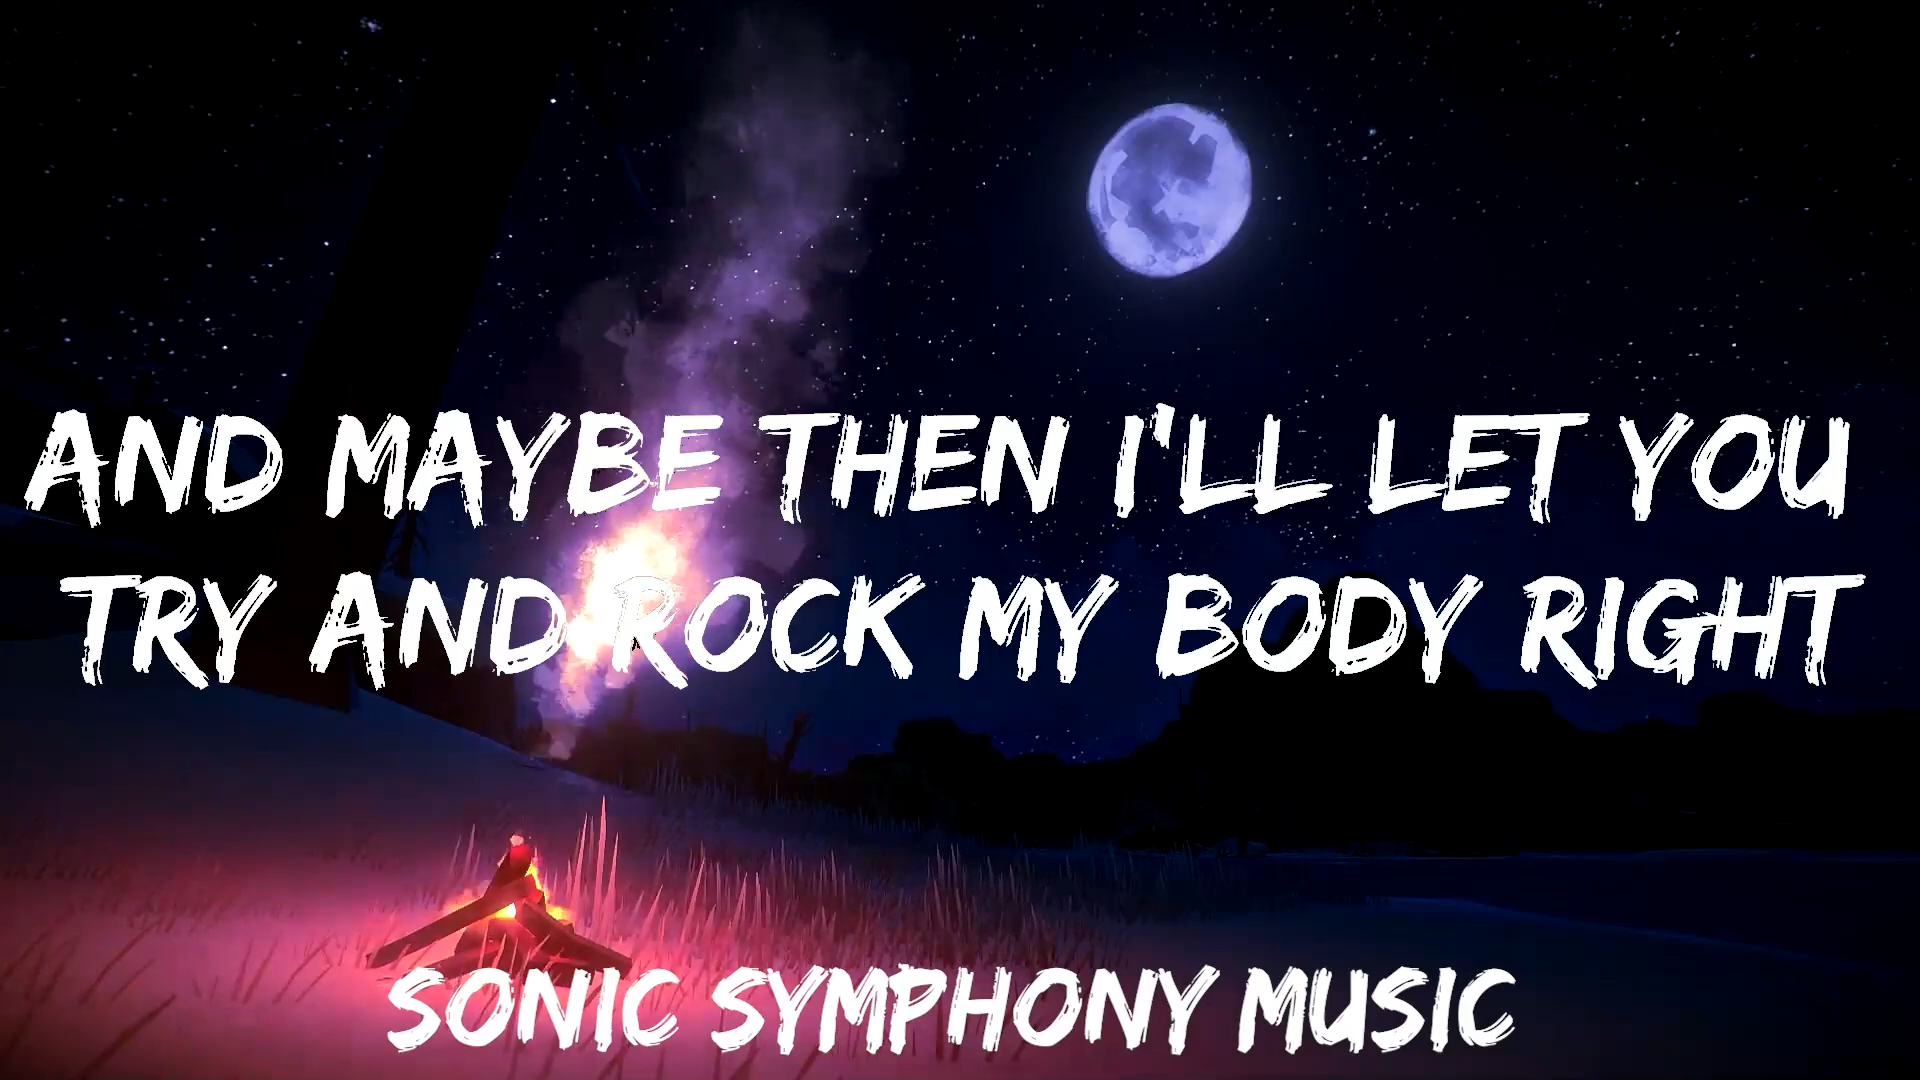 AND MAYBE THEN I'LL LET YOU
TRY AND ROCK MY BODY RIGHT
SONIC SYMPHONY MUSIC